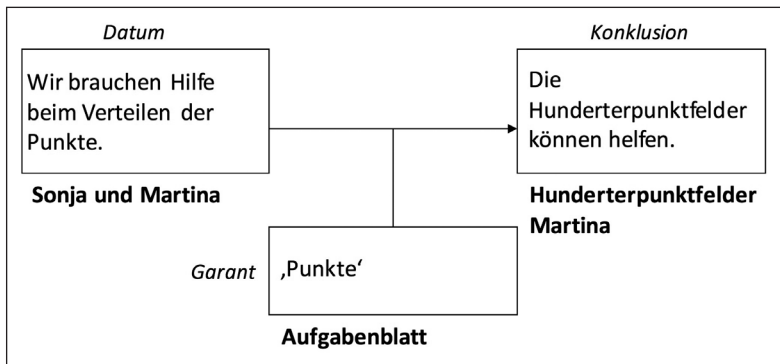 Datum
Konklusion
Wir brauchen Hilfe
beim Verteilen der
Punkte.
Die
Hunderterpunktfelder
können helfen.
Sonja und Martina
Hunderterpunktfelder
Martina
Garant
‚Punkte‘
Aufgabenblatt